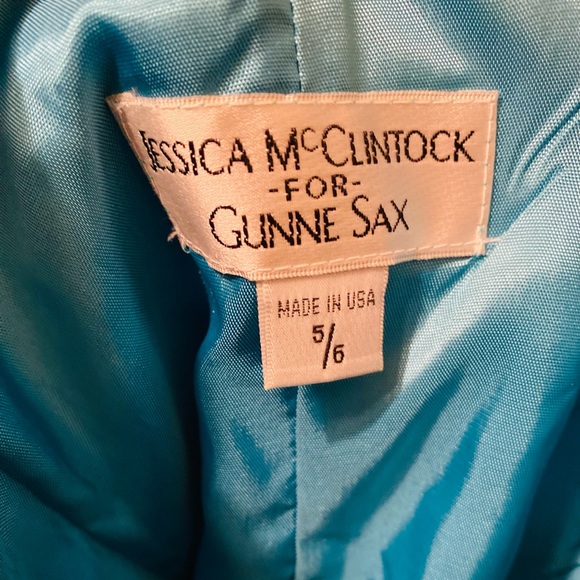 JESSICA McCLINTOCK
-FOR-
GUNNE SAX
MADE IN USA
5/6